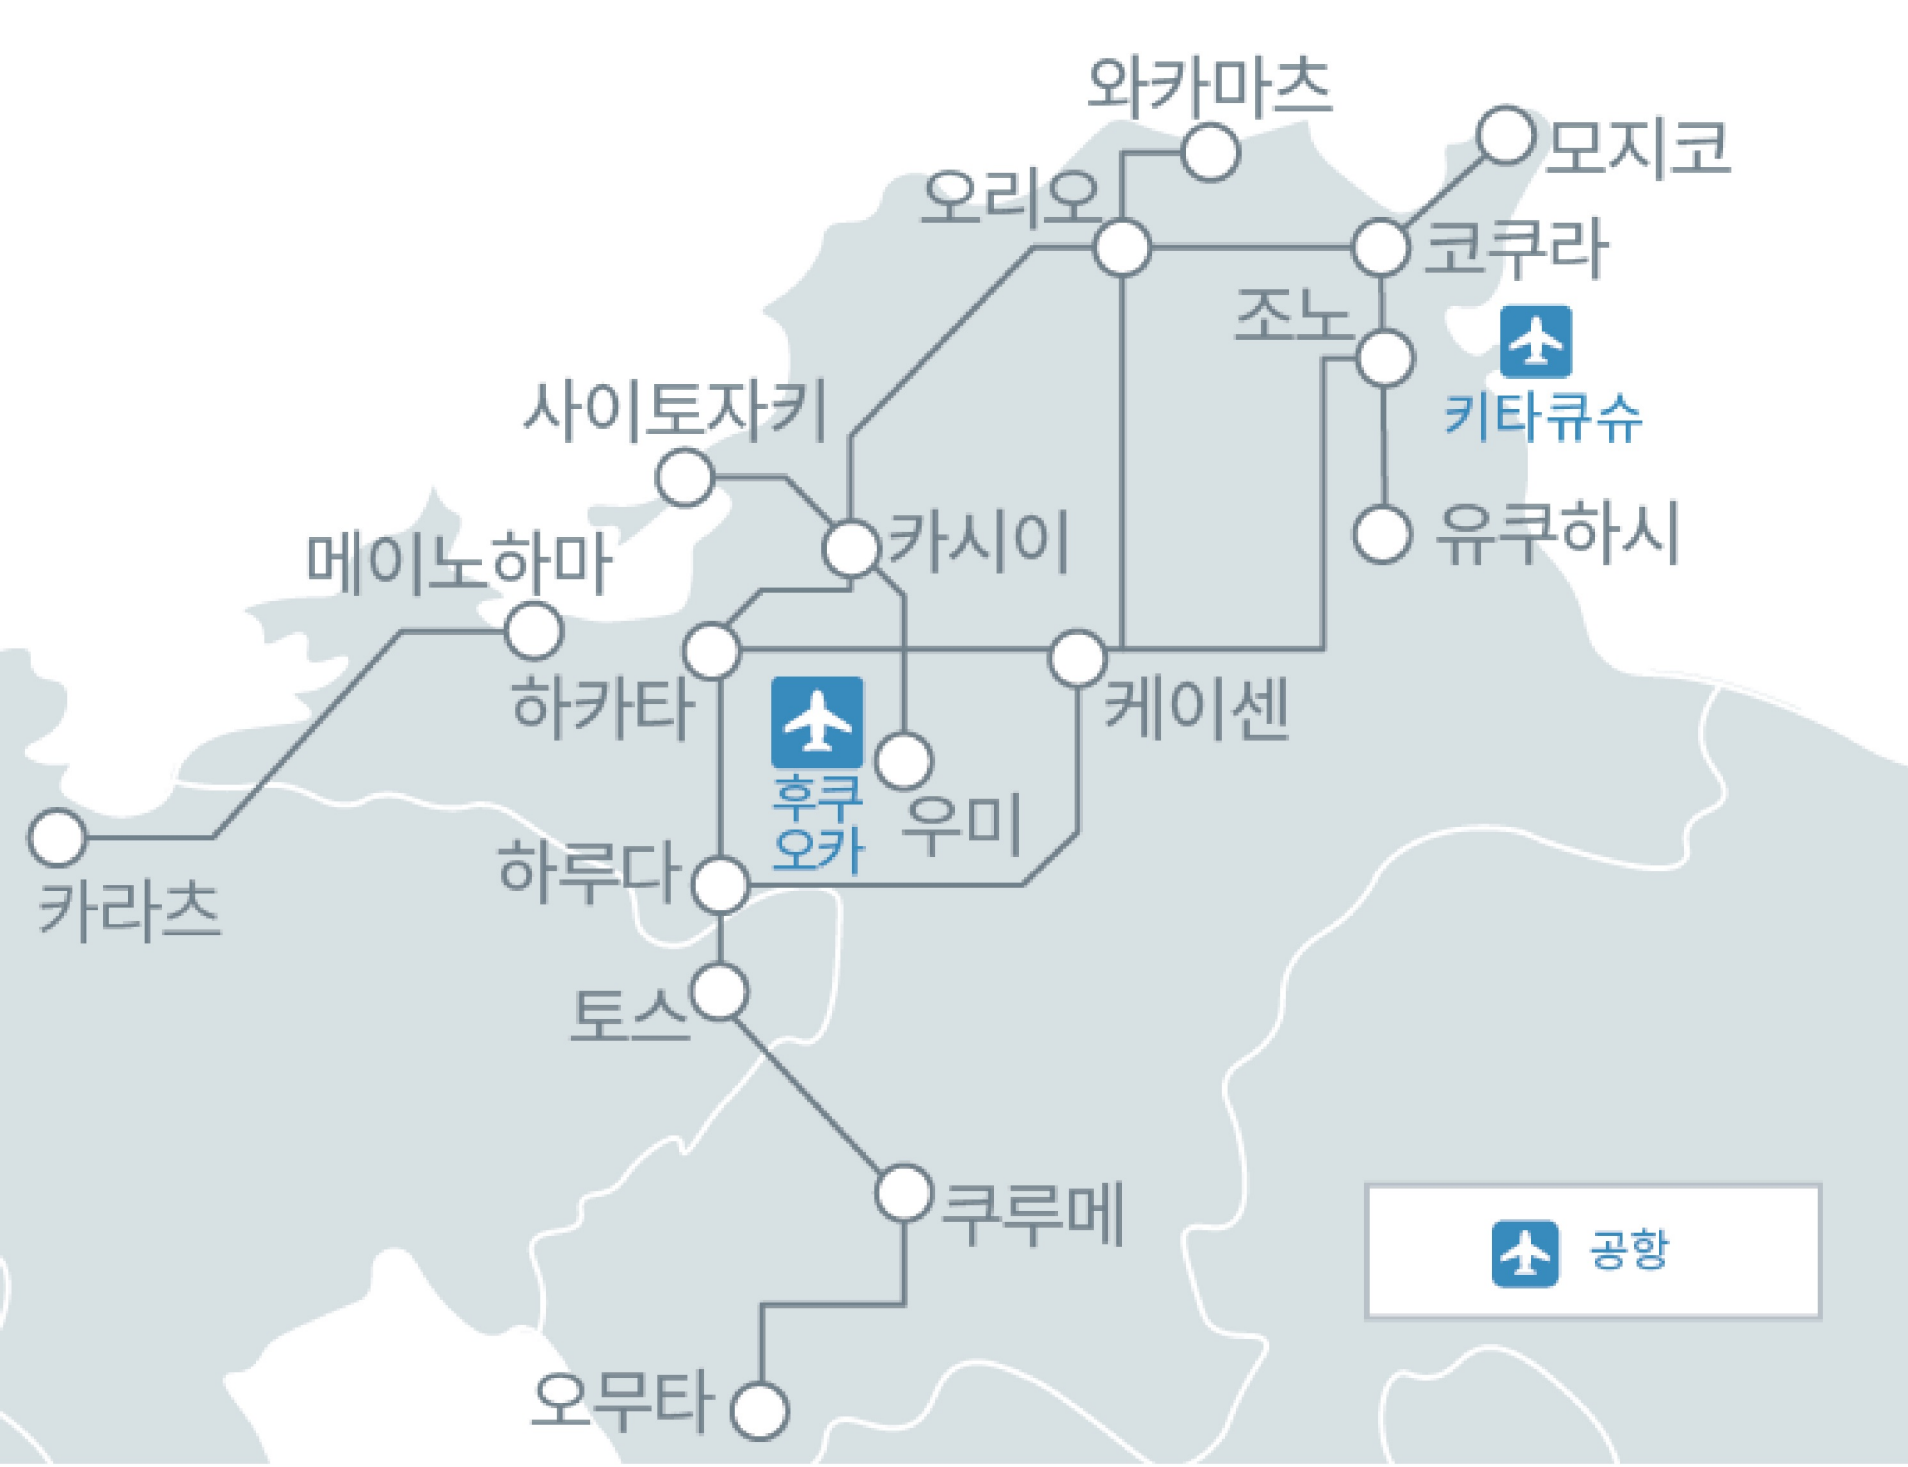 와카마츠
모지코
오리오
코쿠라
조노
키타큐슈
사이토자키
카시이
유쿠하시
메이노하마
하카타
케이센
후쿠
오카
우미
하루다
카라츠
토스
쿠루메
공항
오무타